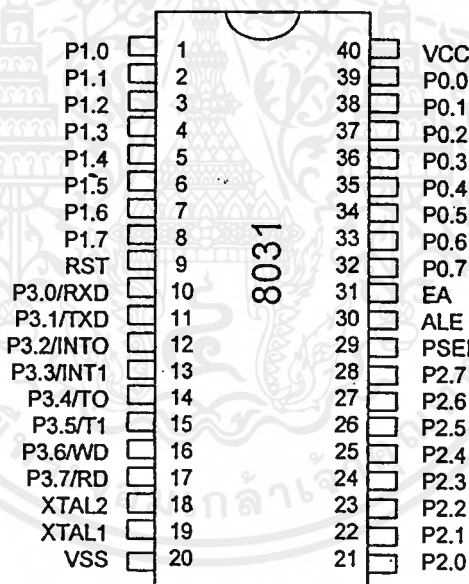 P1.0 1 40 VCC
P1.1 2 39 P0.0
P1.2 3 38 P0.1
P1.3 4 37 P0.2
P1.4 5 36 P0.3
P1.5 6 35 P0.4
P1.6 7 34 P0.5
P1.7 8 33 P0.6
RST 9 32 P0.7
P3.0/RXD 10 31 EA
P3.1/TXD 11 30 ALE
P3.2/INTO 12 29 PSE
P3.3/INT1 13 28 P2.7
P3.4/TO 14 27 P2.6
P3.5/T1 15 26 P2.5
P3.6/WD 16 25 P2.4
P3.7/RD 17 24 P2.3
XTAL2 18 23 P2.2
XTAL1 19 22 P2.1
VSS 20 21 P2.0
8031